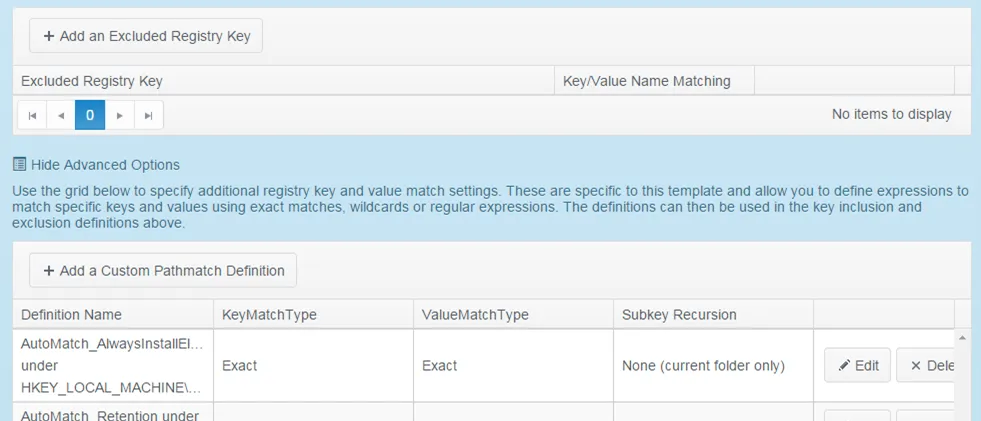 + Add an Excluded Registry Key
Excluded Registry Key Key/Value Name Matching
0 No items to display
Hide Advanced Options
Use the grid below to specify additional registry key and value match settings. These are specific to this template and allow you to define expressions to
match specific keys and values using exact matches, wildcards or regular expressions. The definitions can then be used in the key inclusion and
exclusion definitions above.
+ Add a Custom Pathmatch Definition
Definition Name KeyMatchType ValueMatchType Subkey Recursion
AutoMatch_AlwaysInstallEl...
under
HKEY_LOCAL_MACHINE\... Exact Exact None (current folder only) Edit × Dele
AutoMatch_Retention under